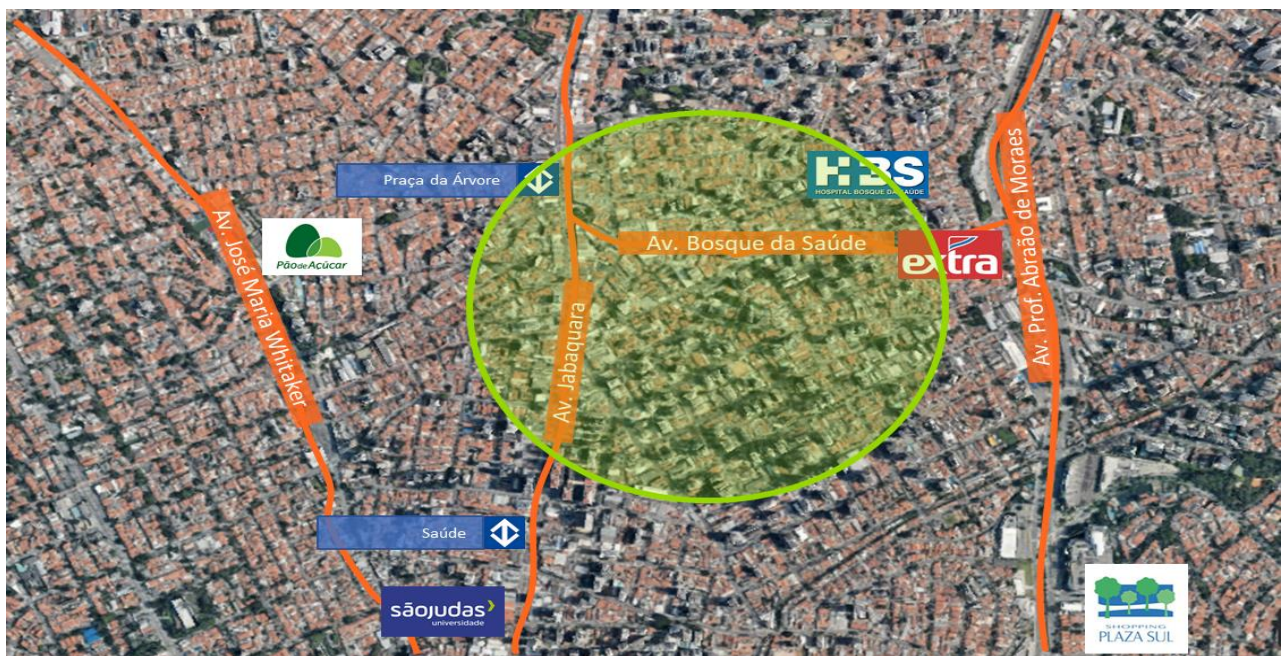 Praça da Árvore
HBS
HOSPITAL BOSQUE DA SAÚDE
Av. José Maria Whitaker
Pão de Açúcar
Av. Bosque da Saúde
extra
Av. Prof. Abraão de Moraes
Av. Jabaquara
Saúde
sãojudas
universidade
SHOPPING
PLAZA SUL